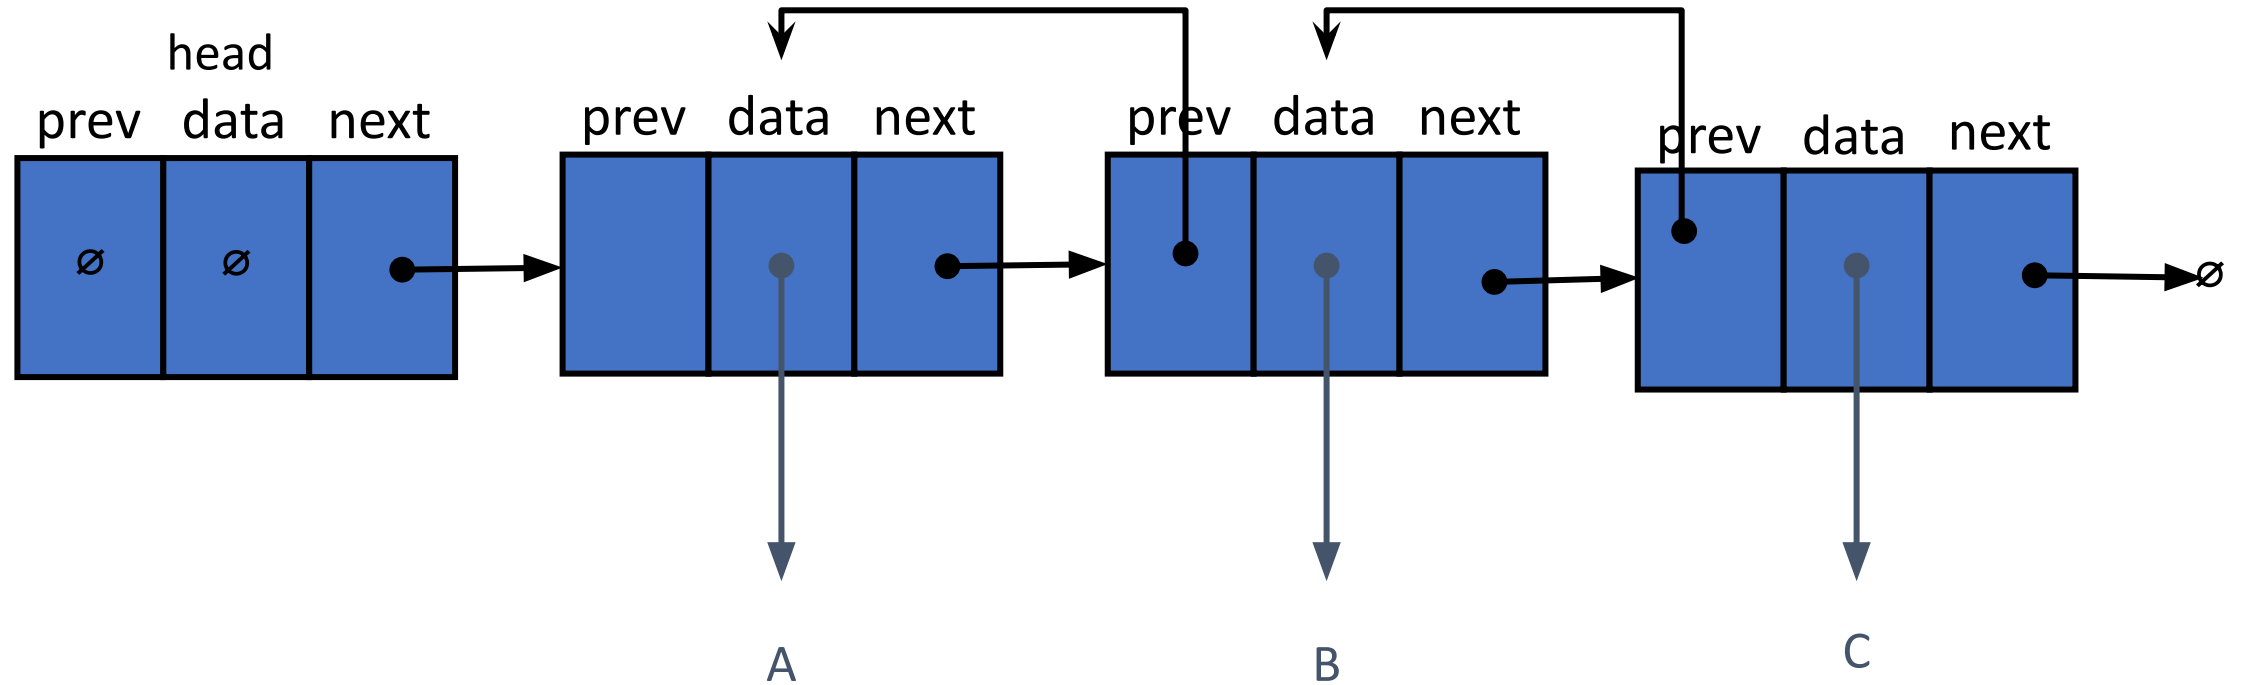 head
prev data next
prev data next
prev data next
prev data next
∅ ∅
∅
A
B
C